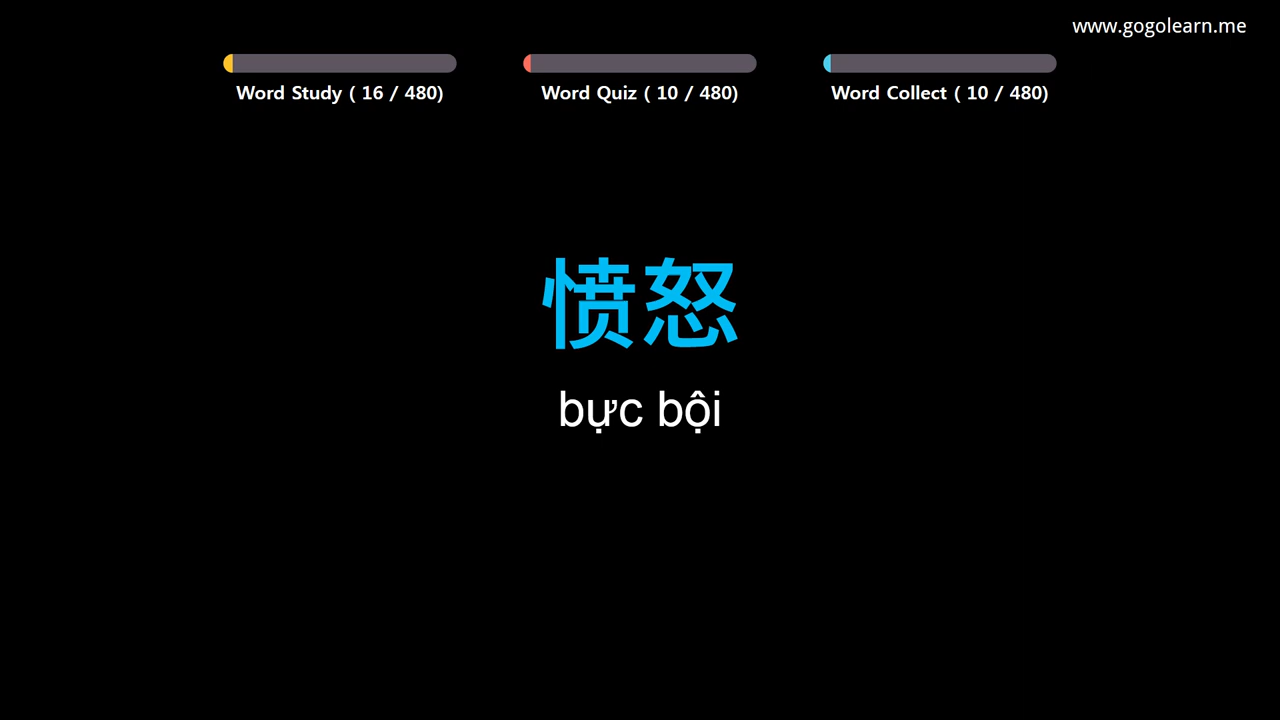 www.gogolearn.me
Word Study ( 16 / 480)
Word Quiz ( 10 / 480)
Word Collect ( 10 / 480)
愤怒
bực bội